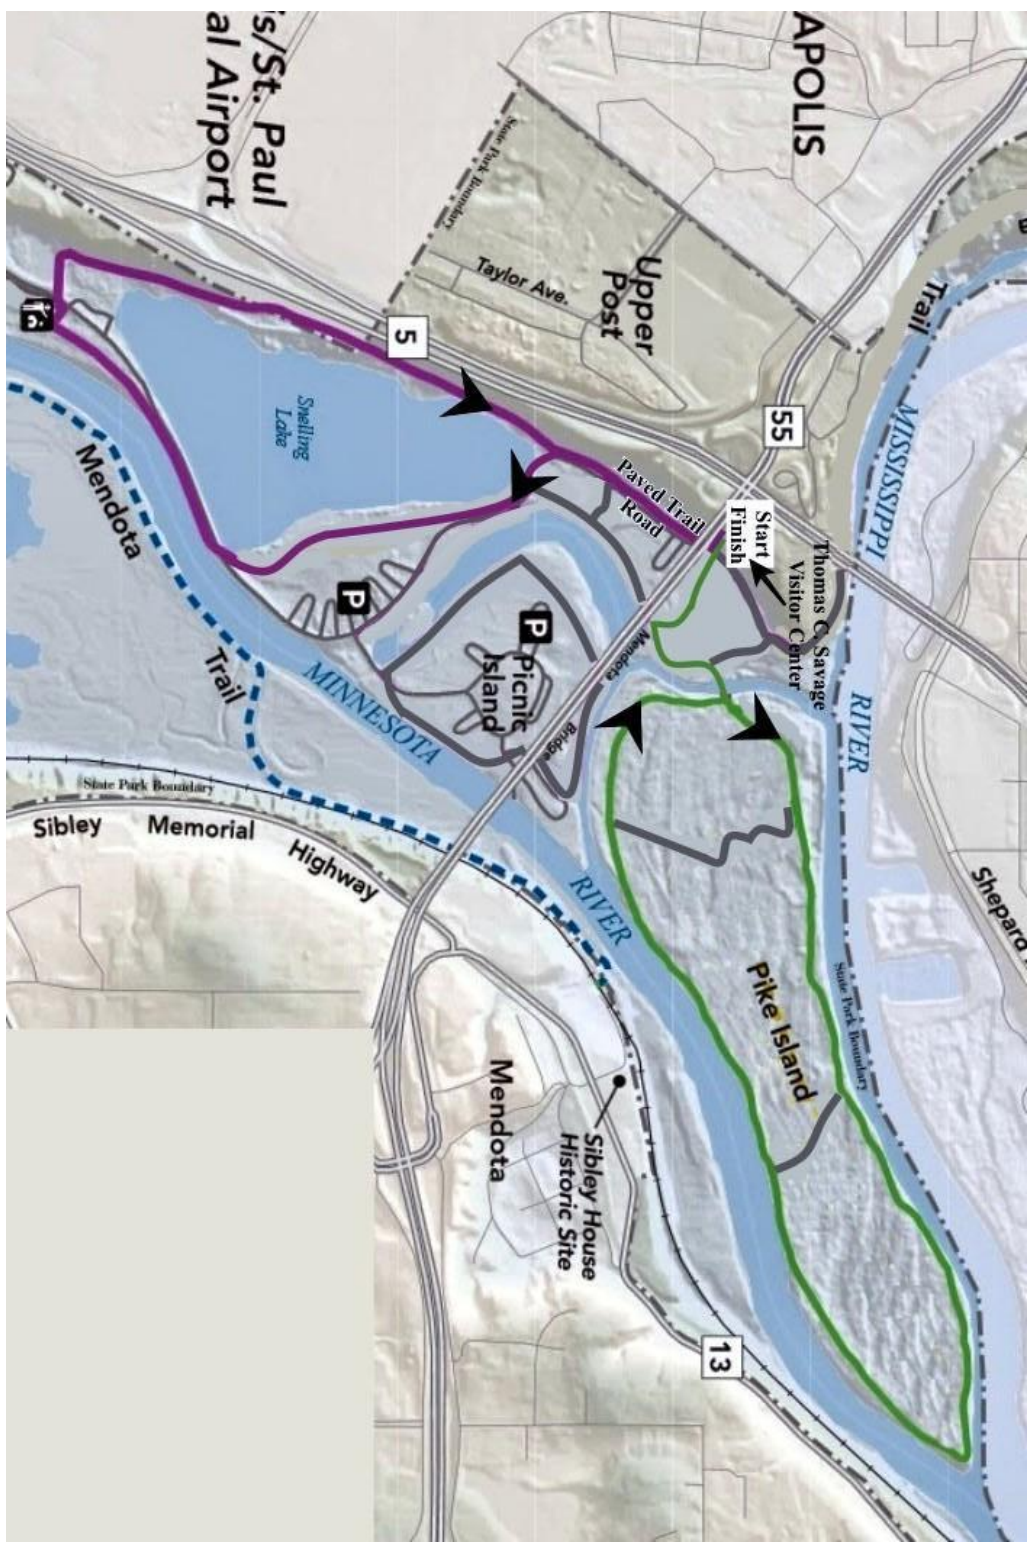 is/St. Paul
al Airport
APOLIS
State Park Boundary
Upper
Post
Taylor Ave.
5
55
Trail
MISSISSIPPI
RIVER
Snelling
Lake
Paved Trail
Road
Start
Finish
Thomas C. Savage
Visitor Center
Mendota
Bridge
P
P
Picnic
Island
Mendota
Trail
MINNESOTA
RIVER
State Park Boundary
Sibley Memorial Highway
Pike Island
State Park Boundary
Shepard
Mendota
Sibley House
Historic Site
13